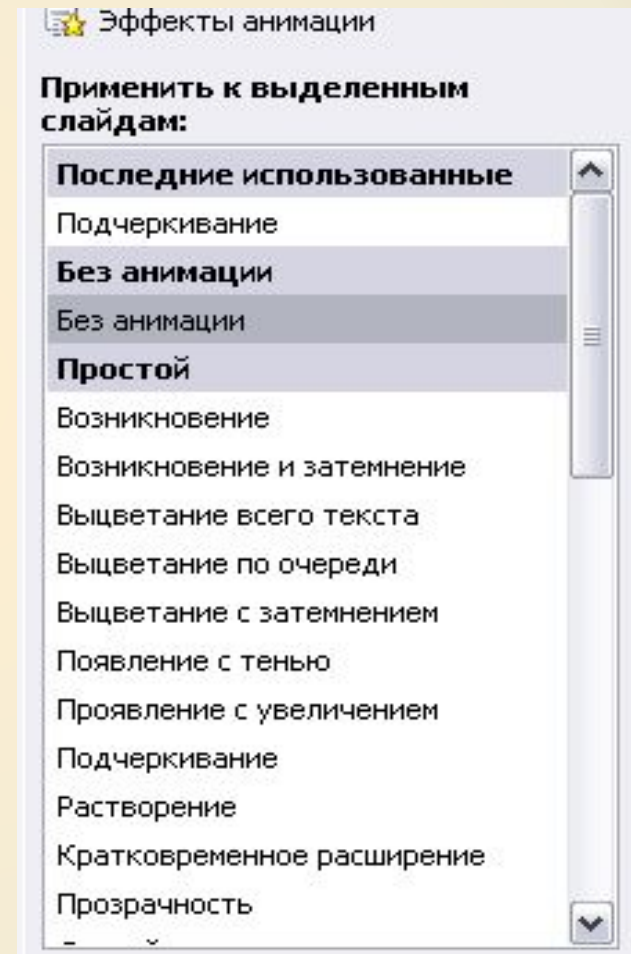 Эффекты анимации
Применить к выделенным
слайдам:
Последние использованные
Подчеркивание
Без анимации
Без анимации
Простой
Возникновение
Возникновение и затемнение
Выцветание всего текста
Выцветание по очереди
Выцветание с затемнением
Появление с тенью
Проявление с увеличением
Подчеркивание
Растворение
Кратковременное расширение
Прозрачность